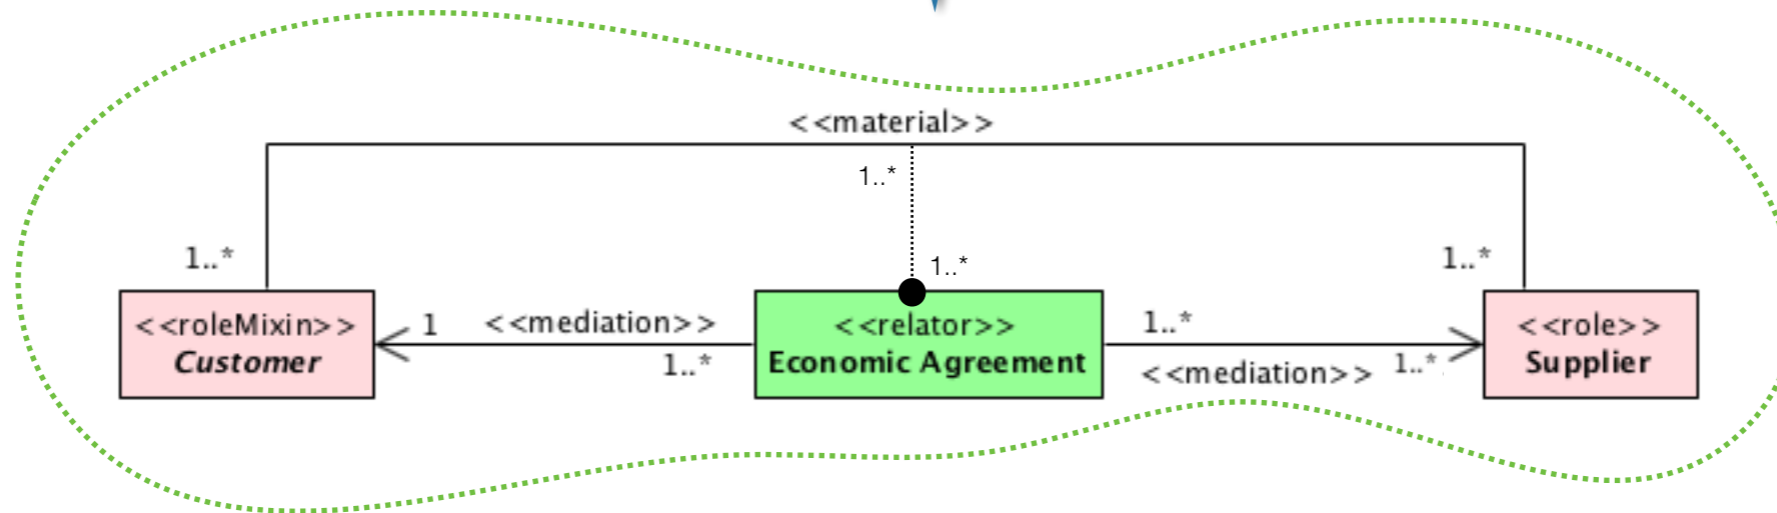 <<material>>
1..*
1..*
1..*
1..*
<<roleMixin>>
Customer
1
<<mediation>>
1..*
<<relator>>
Economic Agreement
1..*
<<mediation>>
1..*
<<role>>
Supplier